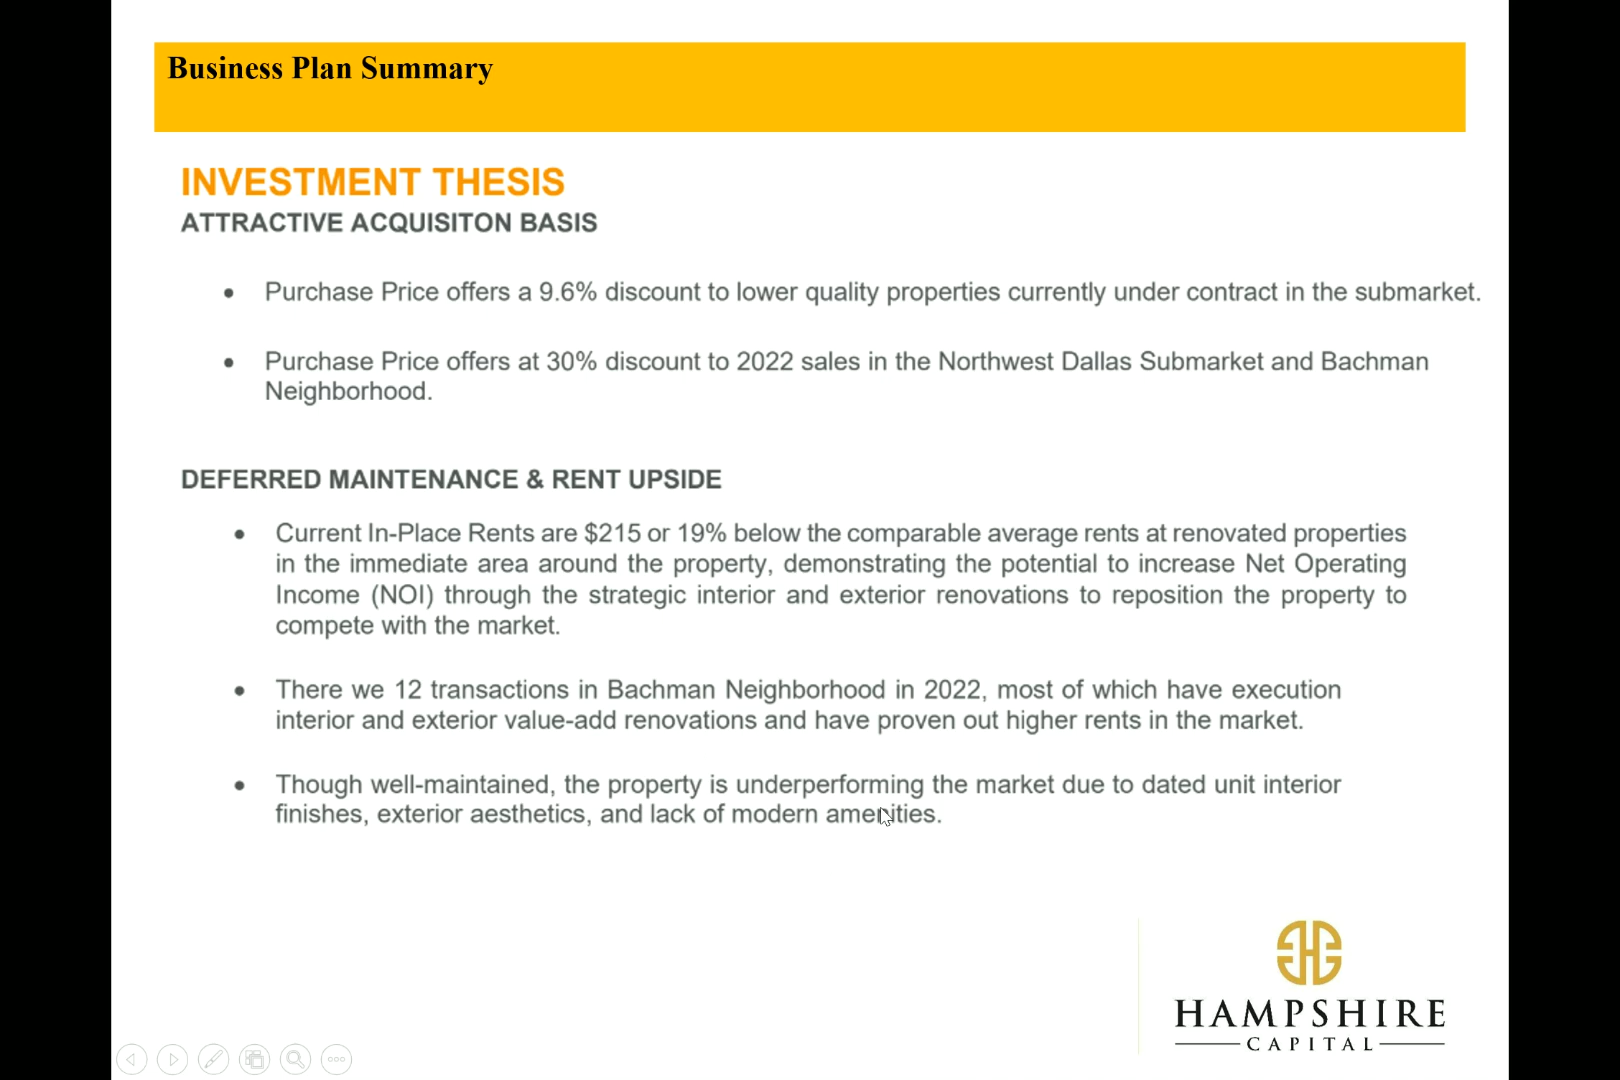 Business Plan Summary
INVESTMENT THESIS
ATTRACTIVE ACQUISITON BASIS
• Purchase Price offers a 9.6% discount to lower quality properties currently under contract in the submarket.
• Purchase Price offers at 30% discount to 2022 sales in the Northwest Dallas Submarket and Bachman
Neighborhood.
DEFERRED MAINTENANCE & RENT UPSIDE
• Current In-Place Rents are $215 or 19% below the comparable average rents at renovated properties
in the immediate area around the property, demonstrating the potential to increase Net Operating
Income (NOI) through the strategic interior and exterior renovations to reposition the property to
compete with the market.
• There we 12 transactions in Bachman Neighborhood in 2022, most of which have execution
interior and exterior value-add renovations and have proven out higher rents in the market.
• Though well-maintained, the property is underperforming the market due to dated unit interior
finishes, exterior aesthetics, and lack of modern amenities.
HAMPSHIRE
CAPITAL